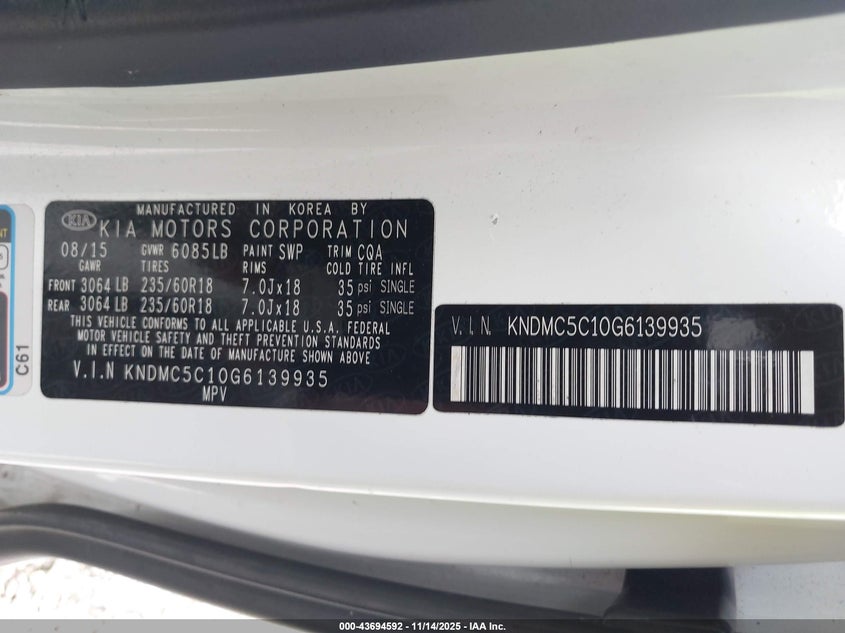 MANUFACTURED IN KOREA BY
KIA KIA MOTORS CORPORATION
08/15 GVWR 6085LB PAINT SWP TRIM CQA
GAWR TIRES RIMS COLD TIRE INFL
FRONT 3064 LB 235/60R18 7.0Jx18 35 psi SINGLE
REAR 3064 LB 235/60R18 7.0Jx18 35 psi SINGLE
THIS VEHICLE CONFORMS TO ALL APPLICABLE U.S.A. FEDERAL
MOTOR VEHICLE SAFETY AND THEFT PREVENTION STANDARDS
IN EFFECT ON THE DATE OF MANUFACTURE SHOWN ABOVE
V.I.N KNDMC5C10G6139935
MPV
C61
V.I.N. KNDMC5C10G6139935
000-43694592 - 11/14/2025 - IAA Inc.